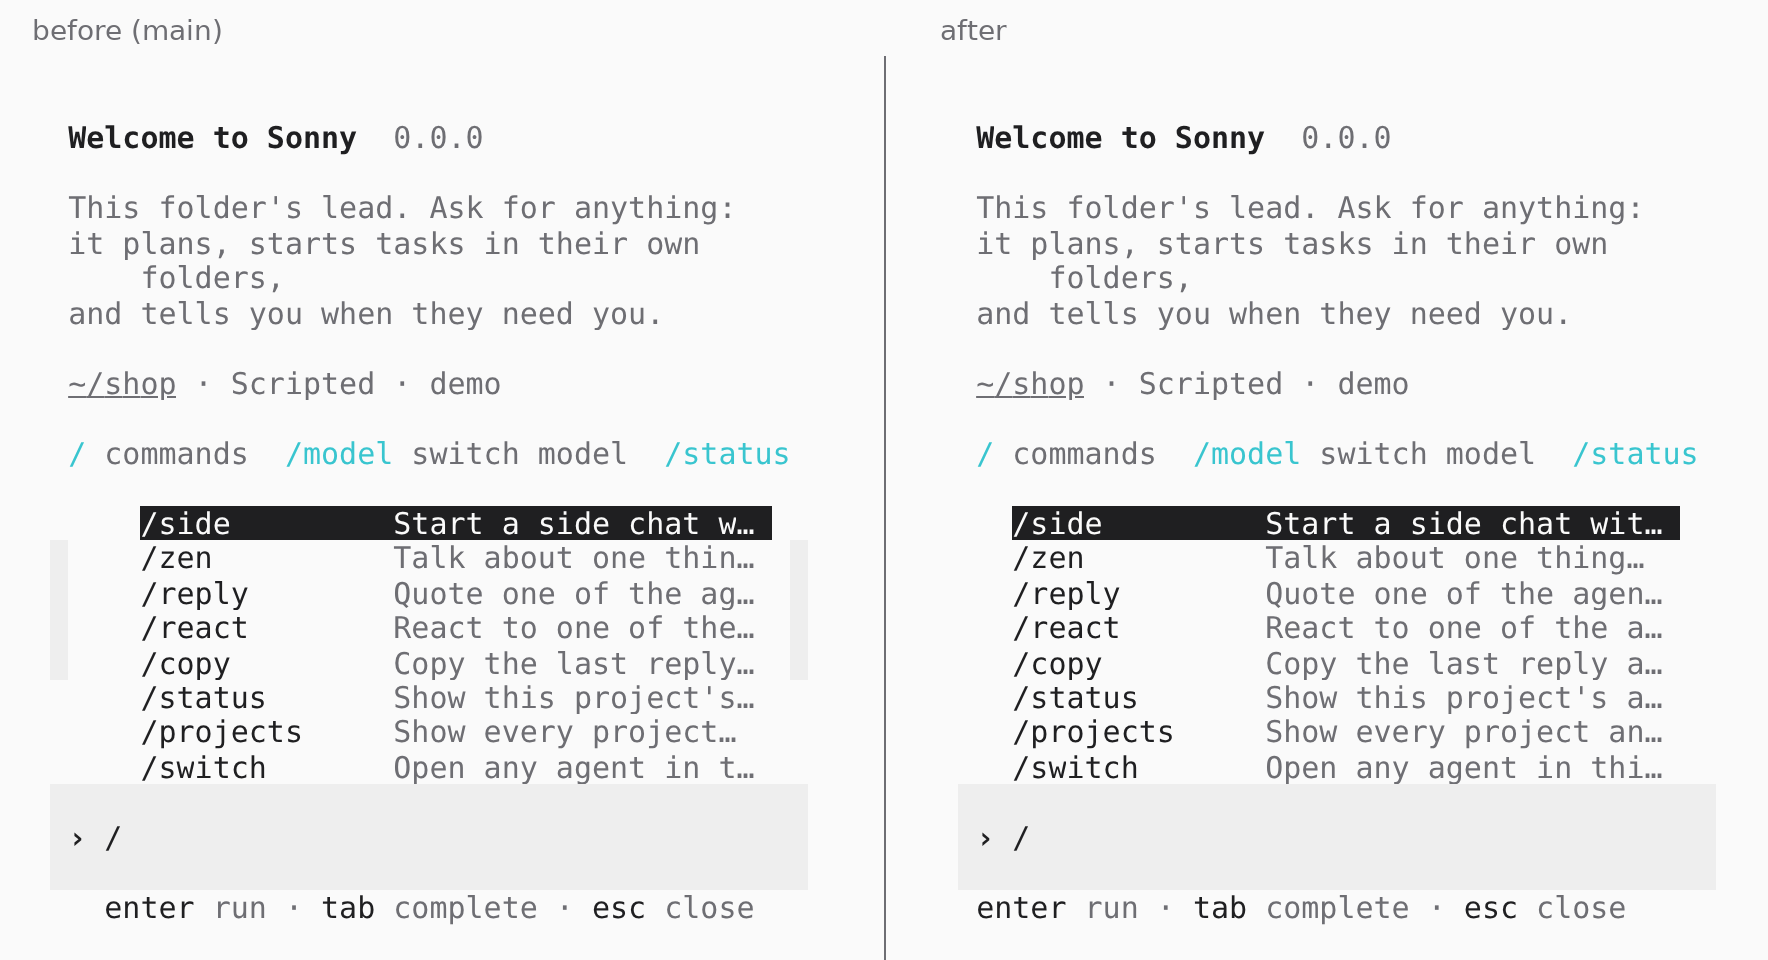 before (main)
Welcome to Sonny  0.0.0
This folder's lead. Ask for anything:
it plans, starts tasks in their own
folders,
and tells you when they need you.
~/shop · Scripted · demo
/ commands  /model switch model  /status
/side  Start a side chat w…
/zen  Talk about one thin…
/reply  Quote one of the ag…
/react  React to one of the…
/copy  Copy the last reply…
/status  Show this project's…
/projects  Show every project…
/switch  Open any agent in t…
› /
enter run · tab complete · esc close
after
Welcome to Sonny  0.0.0
This folder's lead. Ask for anything:
it plans, starts tasks in their own
folders,
and tells you when they need you.
~/shop · Scripted · demo
/ commands  /model switch model  /status
/side  Start a side chat wit…
/zen  Talk about one thing…
/reply  Quote one of the agen…
/react  React to one of the a…
/copy  Copy the last reply a…
/status  Show this project's a…
/projects  Show every project an…
/switch  Open any agent in thi…
› /
enter run · tab complete · esc close